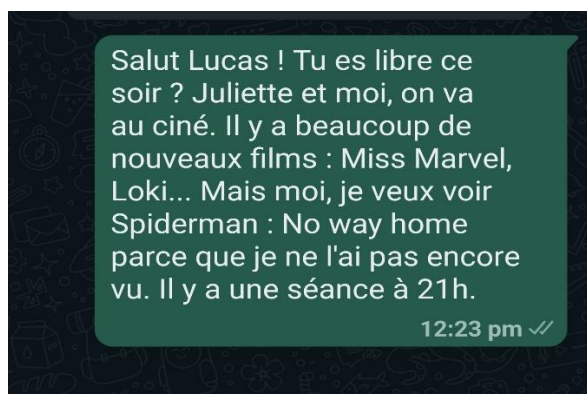 Salut Lucas ! Tu es libre ce
soir ? Juliette et moi, on va
au ciné. Il y a beaucoup de
nouveaux films : Miss Marvel,
Loki... Mais moi, je veux voir
Spiderman : No way home
parce que je ne l'ai pas encore
vu. Il y a une séance à 21h.
12:23 pm